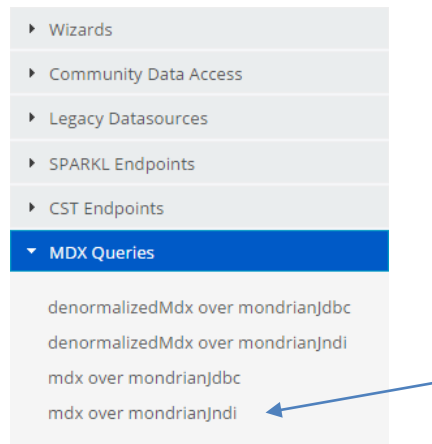 Wizards
Community Data Access
Legacy Datasources
SPARKL Endpoints
CST Endpoints
MDX Queries
denormalizedMdx over mondrianJdbc
denormalizedMdx over mondrianJndi
mdx over mondrianJdbc
mdx over mondrianJndi